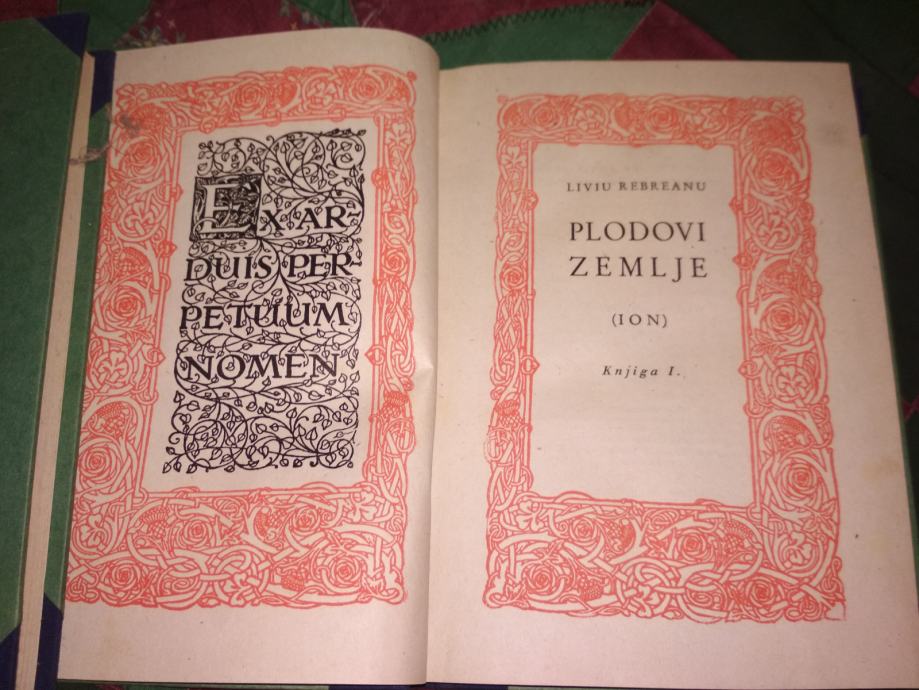 EX AR-
DUIS PER-
PETUUM
NOMEN
LIVIU REBREANU
PLODOVI
ZEMLJE
(ION)
Knjiga I.